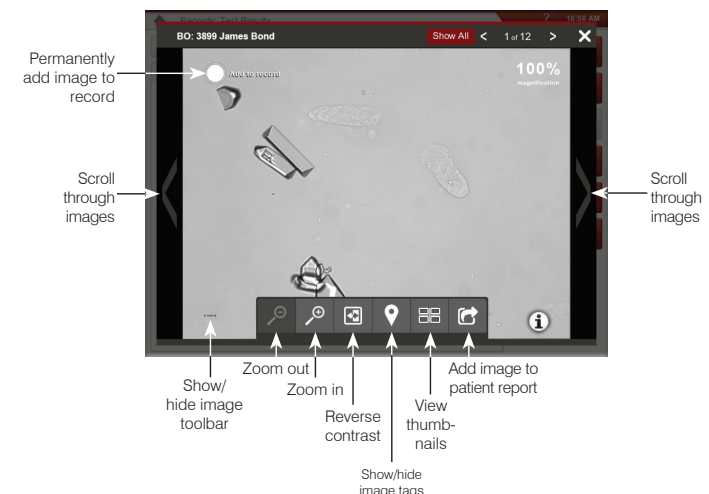 Records: Test Results
? 10:56 AM
BO: 3899 James Bond
Show All < 1 of 12 > X
Permanently
add image to
record
Add to record
100%
magnification
Scroll
through
images
Scroll
through
images
i
Show/
hide image
toolbar
Zoom out
Zoom in
Reverse
contrast
Show/hide
image tags
View
thumb-
nails
Add image to
patient report